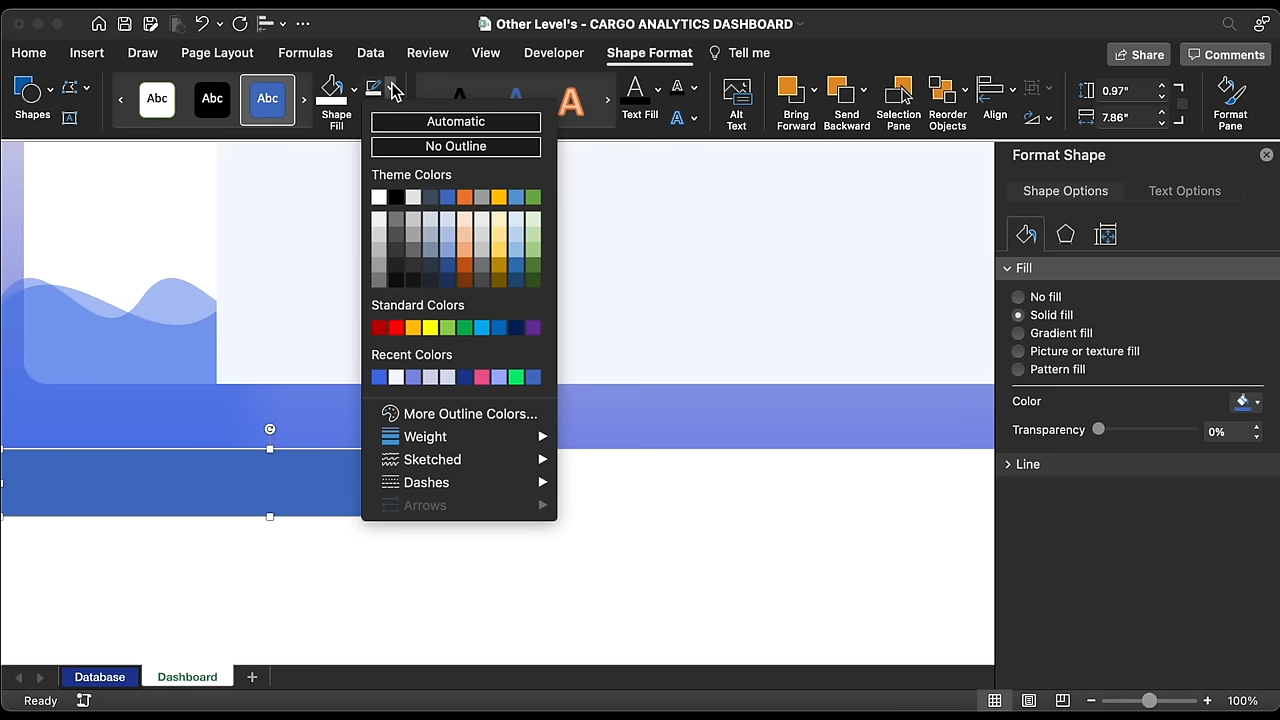 Other Level's - CARGO ANALYTICS DASHBOARD
Home Insert Draw Page Layout Formulas Data Review View Developer Shape Format Tell me Share Comments
Shapes
Abc Abc Abc
Shape Fill
A A A
Text Fill
Alt Text
Bring Forward
Send Backward
Selection Pane
Reorder Objects
Align
0.97"
7.86"
Format Pane
Automatic
No Outline
Theme Colors
Standard Colors
Recent Colors
More Outline Colors...
Weight
Sketched
Dashes
Arrows
Format Shape
Shape Options Text Options
Fill
No fill
Solid fill
Gradient fill
Picture or texture fill
Pattern fill
Color
Transparency 0%
Line
Database Dashboard
Ready
100%